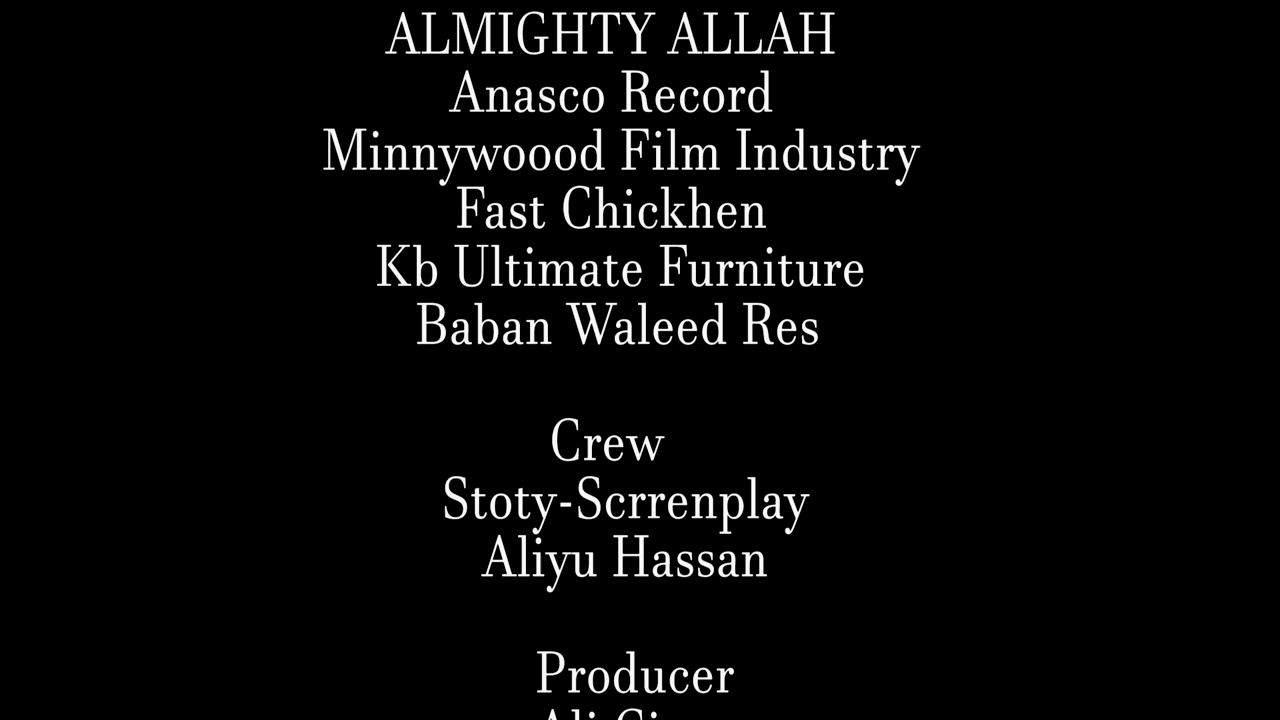 ALMIGHTY ALLAH
Anasco Record
Minnywoood Film Industry
Fast Chickhen
Kb Ultimate Furniture
Baban Waleed Res
Crew
Stoty-Scrrenplay
Aliyu Hassan
Producer
Ali